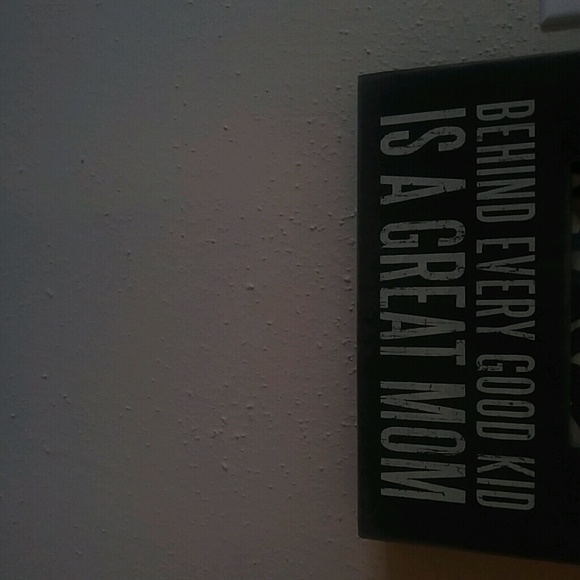 BEHIND EVERY GOOD KID
IS A GREAT MOM